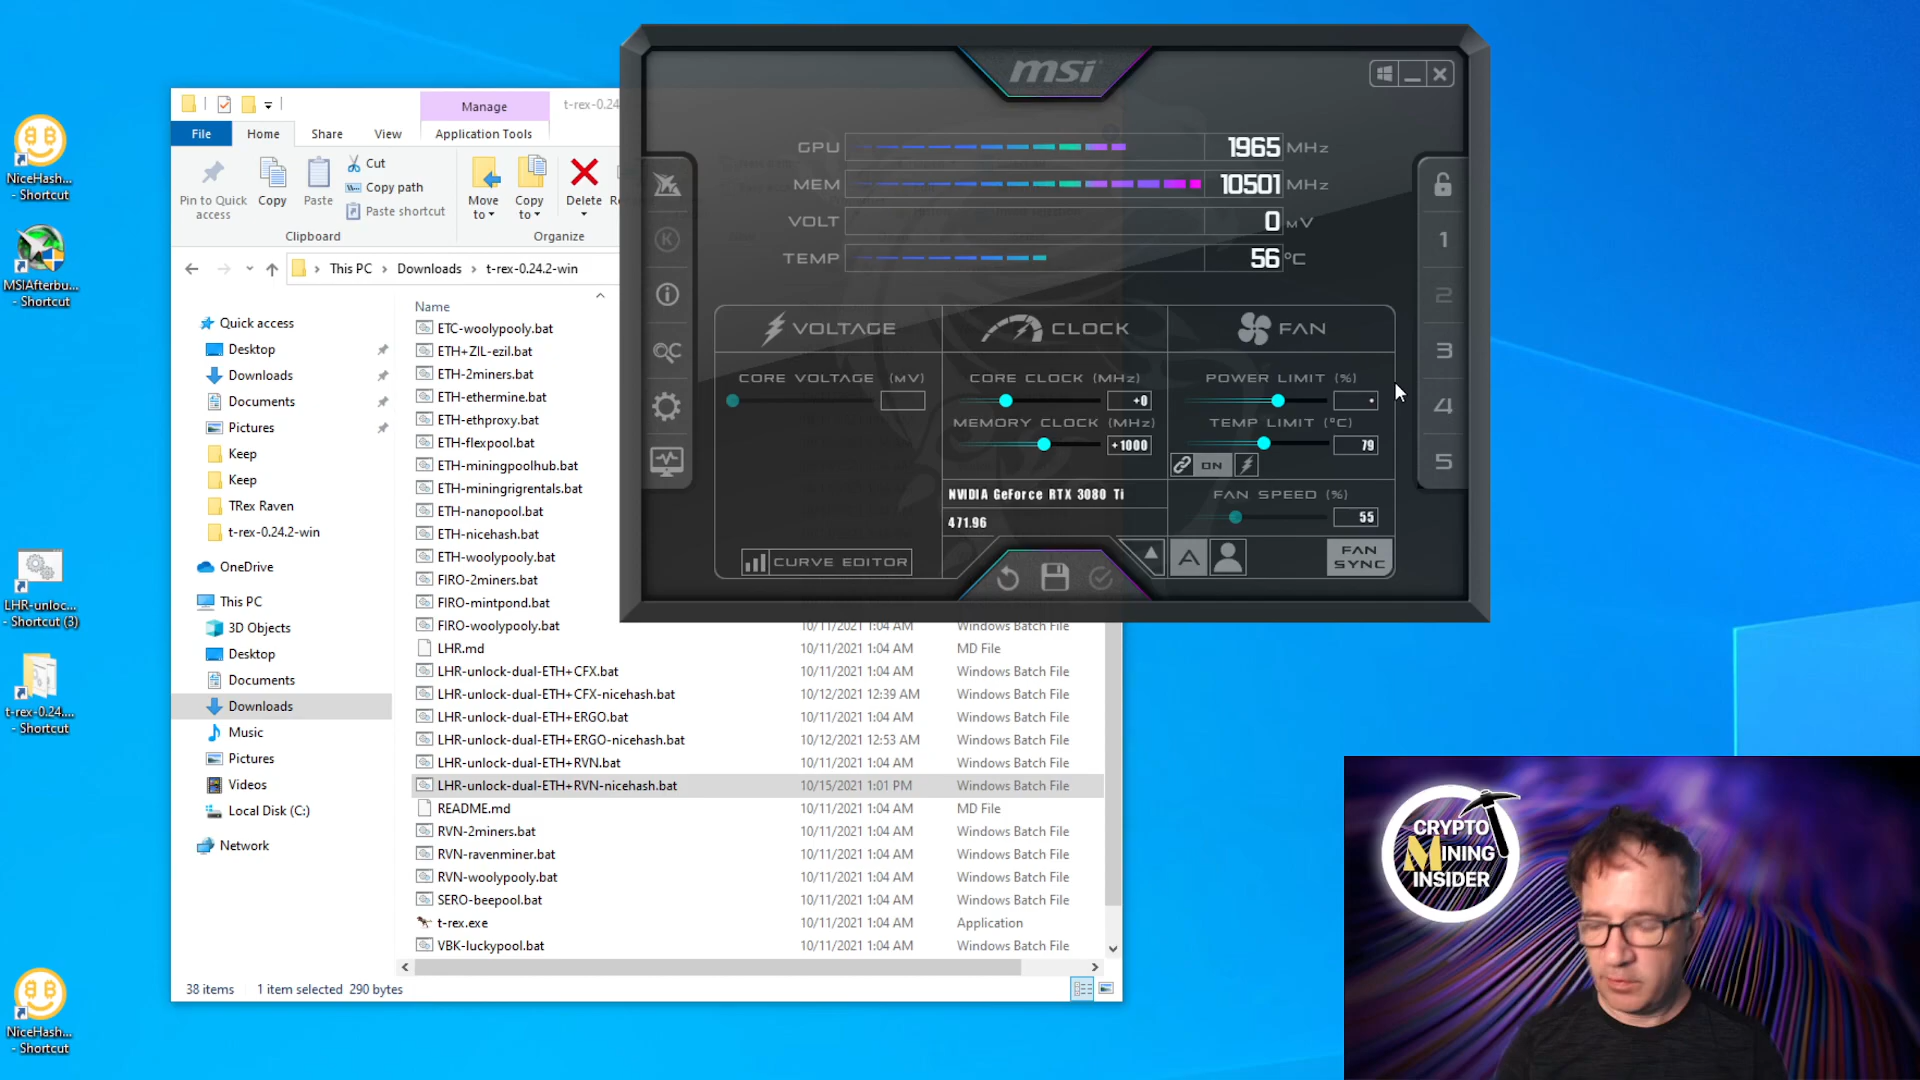 NiceHash...
- Shortcut
MSIAfterbu...
- Shortcut
LHR-unloc...
- Shortcut (3)
t-rex-0.24....
- Shortcut
NiceHash...
- Shortcut
Manage
t-rex-0.24
File
Home
Share
View
Application Tools
Pin to Quick
access
Copy
Paste
Cut
Copy path
Paste shortcut
Move
to
Copy
to
Delete
Clipboard
Organize
This PC
Downloads
t-rex-0.24.2-win
Quick access
Desktop
Downloads
Documents
Pictures
Keep
Keep
TRex Raven
t-rex-0.24.2-win
OneDrive
This PC
3D Objects
Desktop
Documents
Downloads
Music
Pictures
Videos
Local Disk (C:)
Network
Name
ETC-woolypooly.bat
ETH+ZIL-ezil.bat
ETH-2miners.bat
ETH-ethermine.bat
ETH-ethproxy.bat
ETH-flexpool.bat
ETH-miningpoolhub.bat
ETH-miningrigrentals.bat
ETH-nanopool.bat
ETH-nicehash.bat
ETH-woolypooly.bat
FIRO-2miners.bat
FIRO-mintpond.bat
FIRO-woolypooly.bat 10/11/2021 1:04 AM Windows Batch File
LHR.md 10/11/2021 1:04 AM MD File
LHR-unlock-dual-ETH+CFX.bat 10/11/2021 1:04 AM Windows Batch File
LHR-unlock-dual-ETH+CFX-nicehash.bat 10/12/2021 12:39 AM Windows Batch File
LHR-unlock-dual-ETH+ERGO.bat 10/11/2021 1:04 AM Windows Batch File
LHR-unlock-dual-ETH+ERGO-nicehash.bat 10/12/2021 12:53 AM Windows Batch File
LHR-unlock-dual-ETH+RVN.bat 10/11/2021 1:04 AM Windows Batch File
LHR-unlock-dual-ETH+RVN-nicehash.bat 10/15/2021 1:01 PM Windows Batch File
README.md 10/11/2021 1:04 AM MD File
RVN-2miners.bat 10/11/2021 1:04 AM Windows Batch File
RVN-ravenminer.bat 10/11/2021 1:04 AM Windows Batch File
RVN-woolypooly.bat 10/11/2021 1:04 AM Windows Batch File
SERO-beepool.bat 10/11/2021 1:04 AM Windows Batch File
t-rex.exe 10/11/2021 1:04 AM Application
VBK-luckypool.bat 10/11/2021 1:04 AM Windows Batch File
38 items 1 item selected 290 bytes
msi
GPU 1965 MHz
MEM 10501 MHz
VOLT 0 mV
TEMP 56 °C
K
OC
1
2
3
4
5
VOLTAGE
CORE VOLTAGE (MV)
CURVE EDITOR
CLOCK
CORE CLOCK (MHz)
+0
MEMORY CLOCK (MHz)
+1000
NVIDIA GeForce RTX 3080 Ti
471.96
FAN
POWER LIMIT (%)
TEMP LIMIT (°C)
79
ON
FAN SPEED (%)
55
A
FAN
SYNC
CRYPTO
MINING
INSIDER